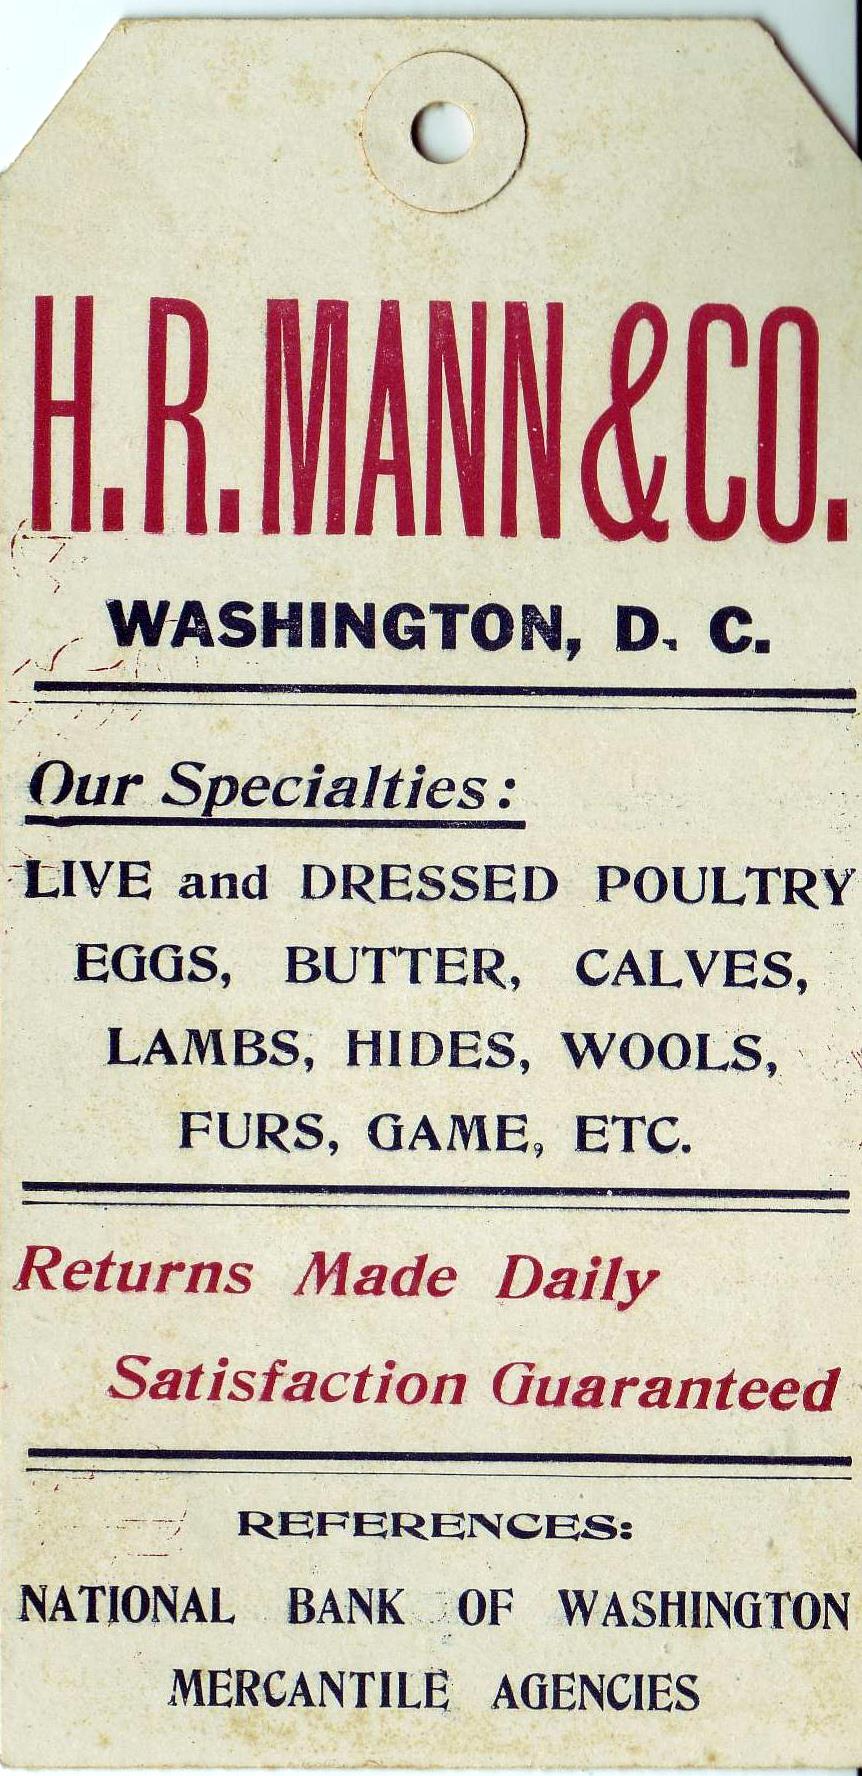 H. R. MANN & CO.
WASHINGTON, D. C.
Our Specialties:
LIVE and DRESSED POULTRY
EGGS, BUTTER, CALVES,
LAMBS, HIDES, WOOLS,
FURS, GAME, ETC.
Returns Made Daily
Satisfaction Guaranteed
REFERENCES:
NATIONAL BANK OF WASHINGTON
MERCANTILE AGENCIES